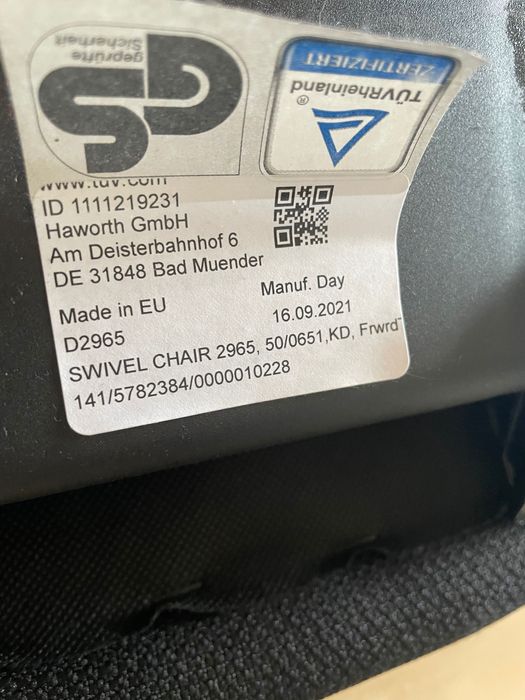 geprüfte
Sicherheit
GS
ZERTIFIZIERT
TÜVRheinland®
www.tuv.com
ID 1111219231
Haworth GmbH
Am Deisterbahnhof 6
DE 31848 Bad Muender
Made in EU
Manuf. Day
D2965
16.09.2021
SWIVEL CHAIR 2965, 50/0651,KD, Frwrd
141/5782384/0000010228